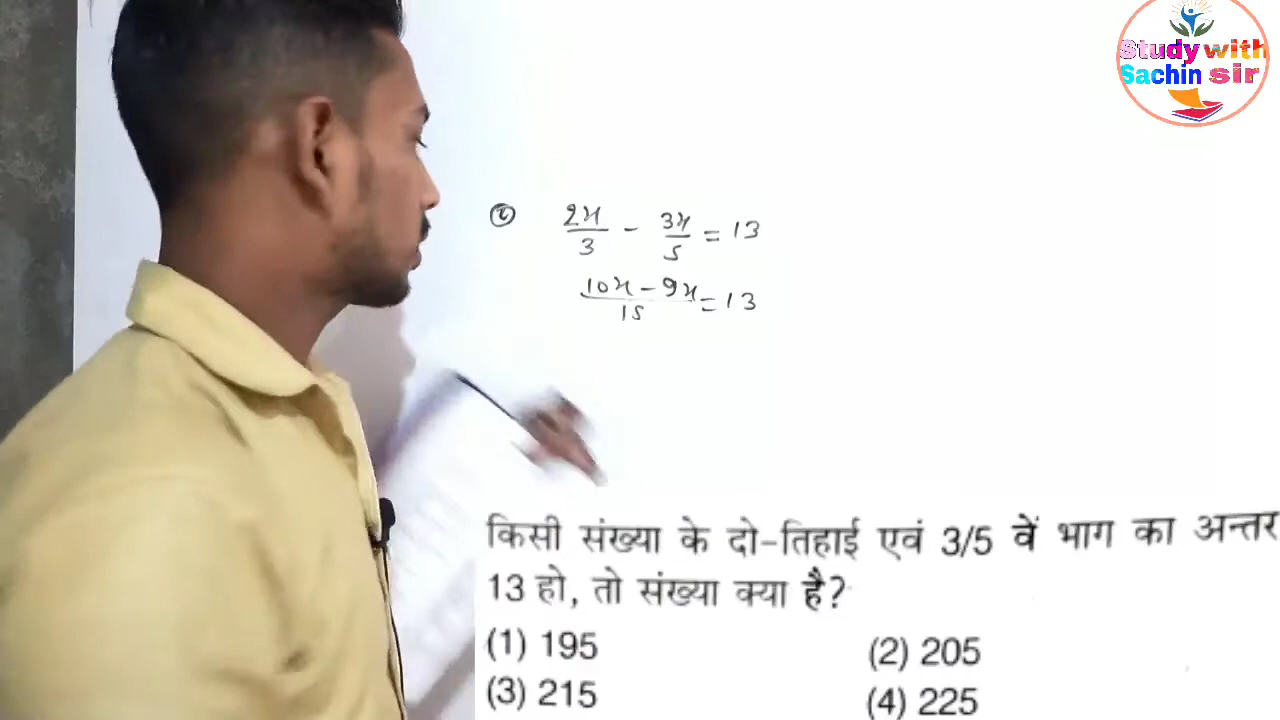 Study with
Sachin sir
2x/3 - 3x/5 = 13
10x - 9x/15 = 13
किसी संख्या के दो-तिहाई एवं 3/5 वें भाग का अन्तर
13 हो, तो संख्या क्या है?
(1) 195 (2) 205
(3) 215 (4) 225